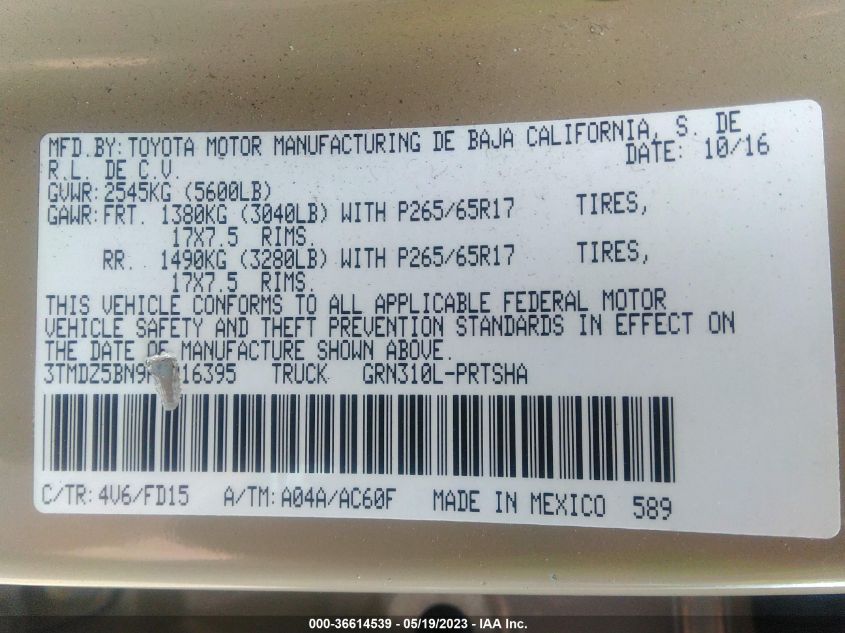 MFD.BY: TOYOTA MOTOR MANUFACTURING DE BAJA CALIFORNIA, S. DE
R.L. DE C.V. DATE: 10/16
GVWR: 2545KG (5600LB)
GAWR: FRT. 1380KG (3040LB) WITH P265/65R17 TIRES,
17X7.5 RIMS.
RR. 1490KG (3280LB) WITH P265/65R17 TIRES,
17X7.5 RIMS.
THIS VEHICLE CONFORMS TO ALL APPLICABLE FEDERAL MOTOR
VEHICLE SAFETY AND THEFT PREVENTION STANDARDS IN EFFECT ON
THE DATE OF MANUFACTURE SHOWN ABOVE.
TRUCK GRN310L-PRTSHA
C/TR: 4V6/FD15 A/TM: A04A/AC60F MADE IN MEXICO 589
000-36614539 - 05/19/2023 - IAA Inc.